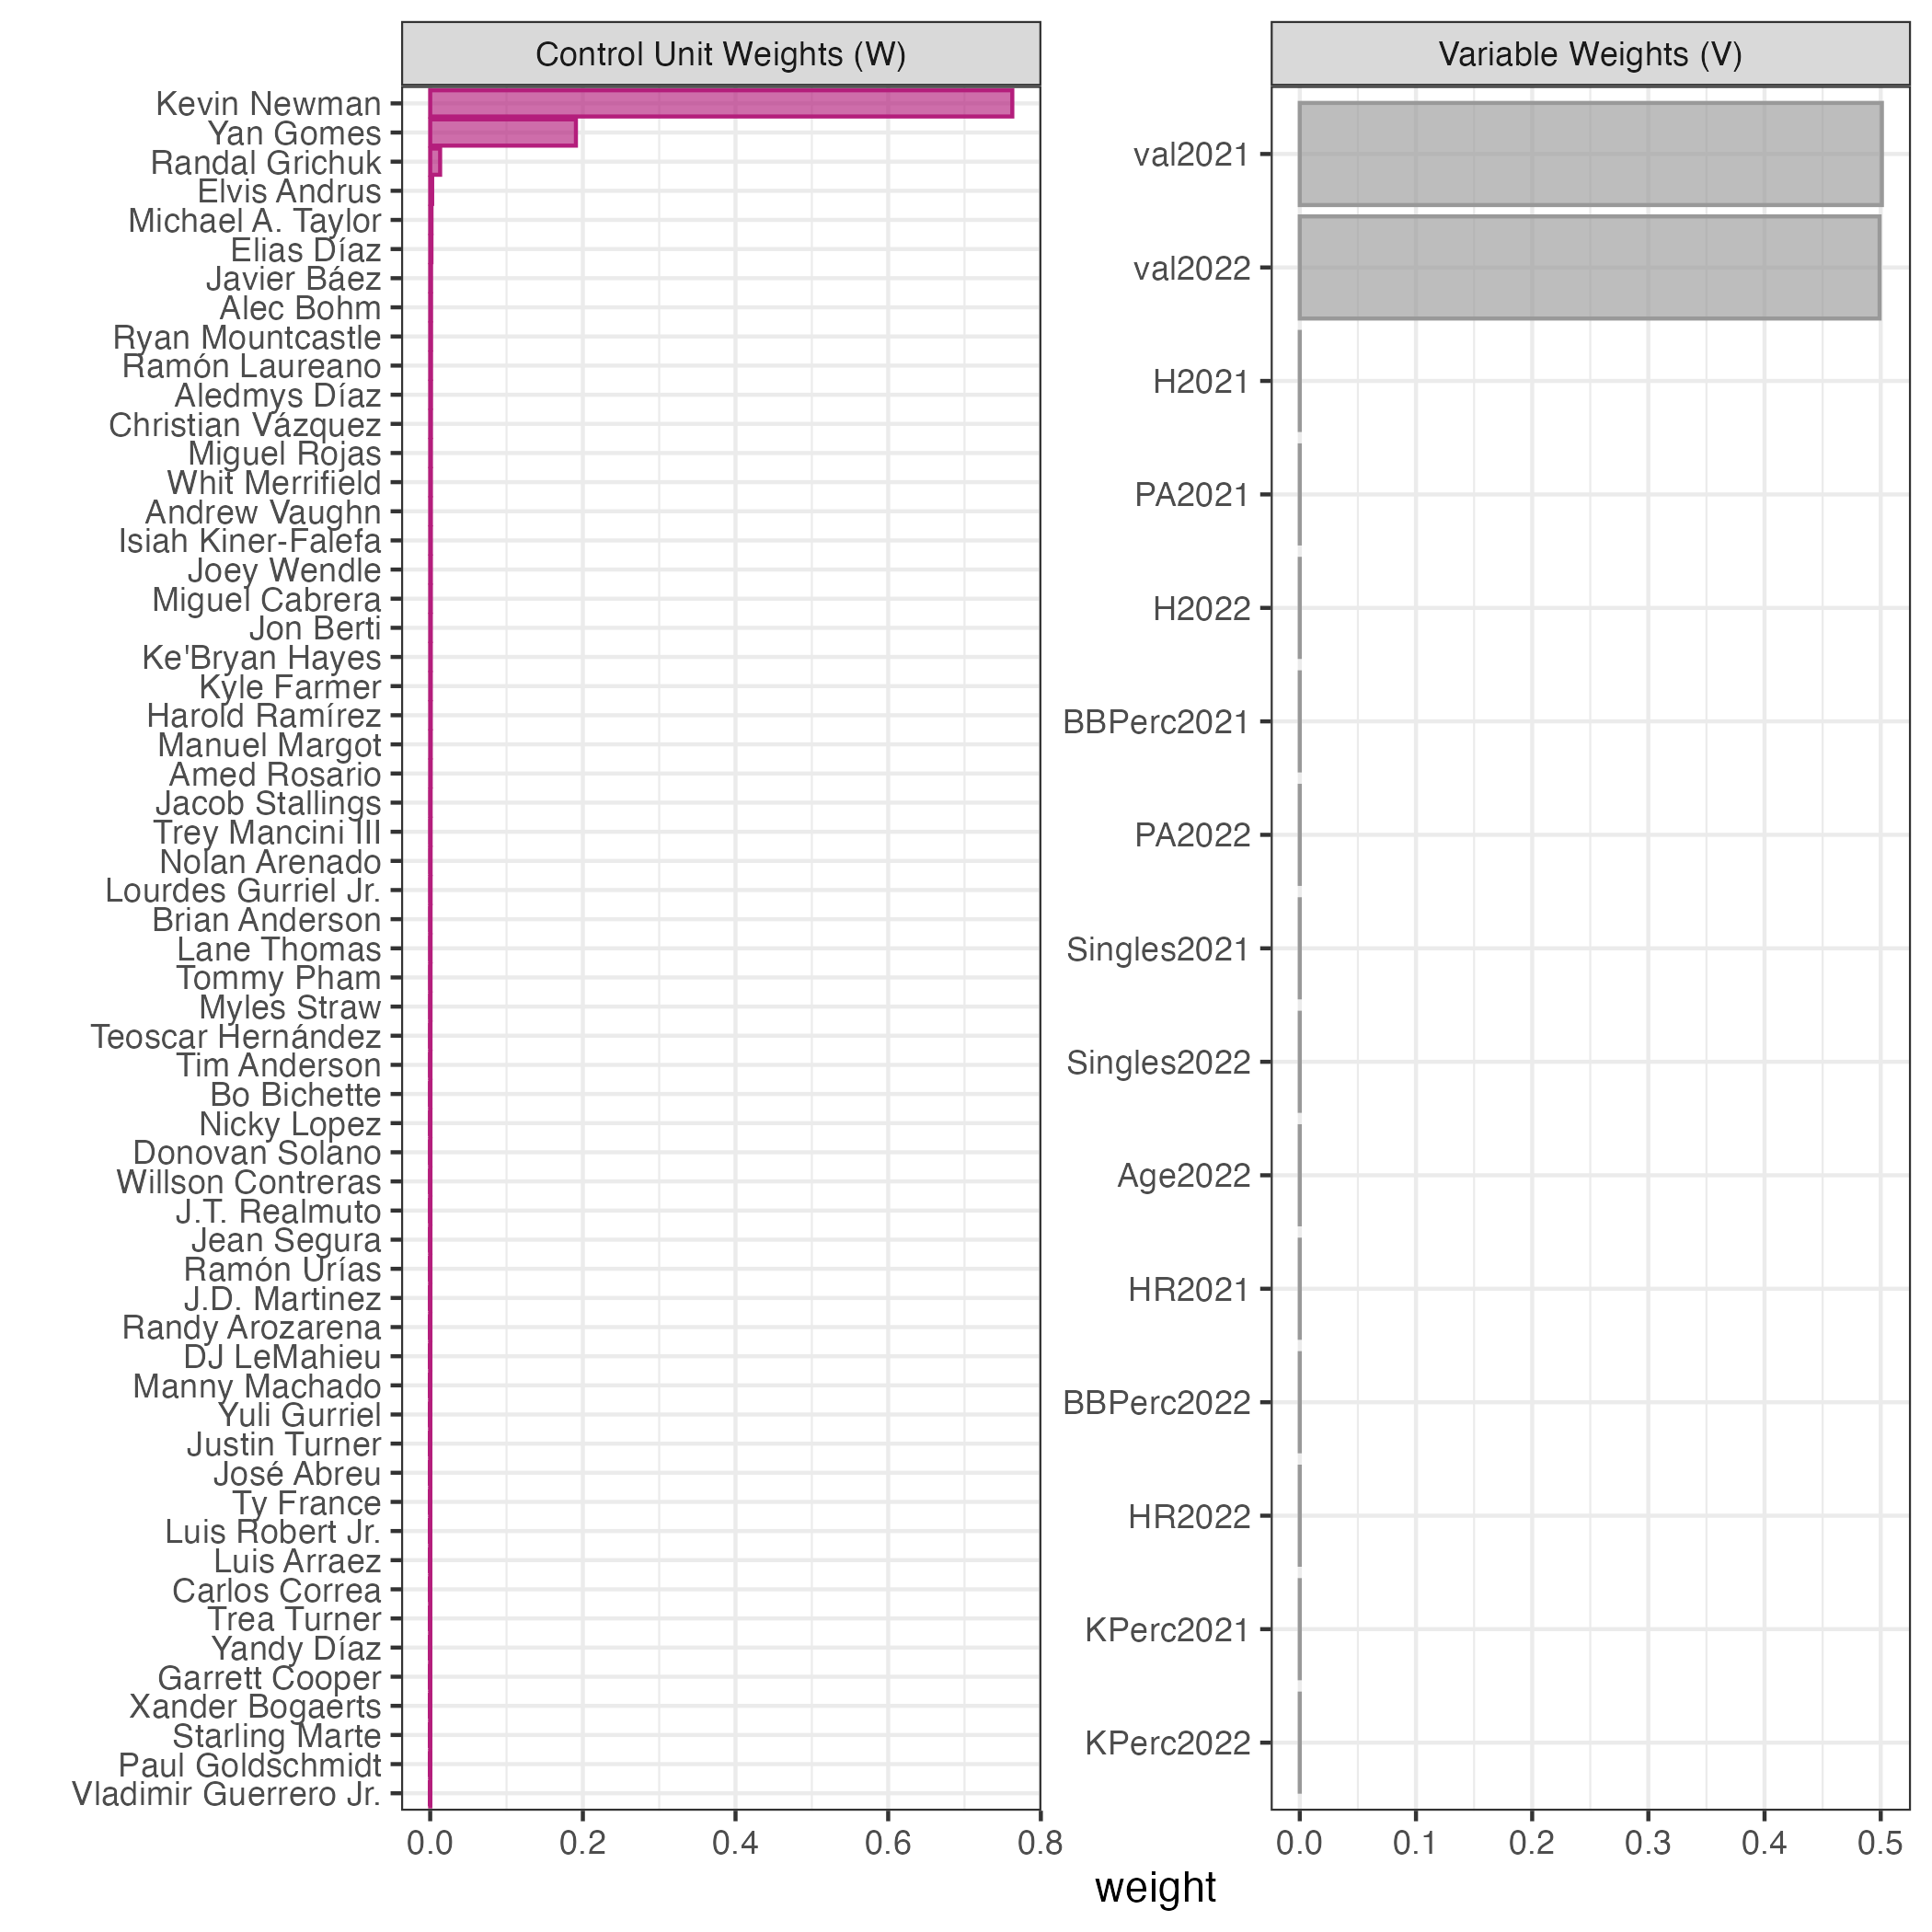 Control Unit Weights (W)
Kevin Newman
Yan Gomes
Randal Grichuk
Elvis Andrus
Michael A. Taylor
Elias Díaz
Javier Báez
Alec Bohm
Ryan Mountcastle
Ramón Laureano
Aledmys Díaz
Christian Vázquez
Miguel Rojas
Whit Merrifield
Andrew Vaughn
Isiah Kiner-Falefa
Joey Wendle
Miguel Cabrera
Jon Berti
Ke'Bryan Hayes
Kyle Farmer
Harold Ramírez
Manuel Margot
Amed Rosario
Jacob Stallings
Trey Mancini III
Nolan Arenado
Lourdes Gurriel Jr.
Brian Anderson
Lane Thomas
Tommy Pham
Myles Straw
Teoscar Hernández
Tim Anderson
Bo Bichette
Nicky Lopez
Donovan Solano
Willson Contreras
J.T. Realmuto
Jean Segura
Ramón Urías
J.D. Martinez
Randy Arozarena
DJ LeMahieu
Manny Machado
Yuli Gurriel
Justin Turner
José Abreu
Ty France
Luis Robert Jr.
Luis Arraez
Carlos Correa
Trea Turner
Yandy Díaz
Garrett Cooper
Xander Bogaerts
Starling Marte
Paul Goldschmidt
Vladimir Guerrero Jr.
0.0 0.2 0.4 0.6 0.8
Variable Weights (V)
val2021
val2022
H2021
PA2021
H2022
BBPerc2021
PA2022
Singles2021
Singles2022
Age2022
HR2021
BBPerc2022
HR2022
KPerc2021
KPerc2022
0.0 0.1 0.2 0.3 0.4 0.5
weight